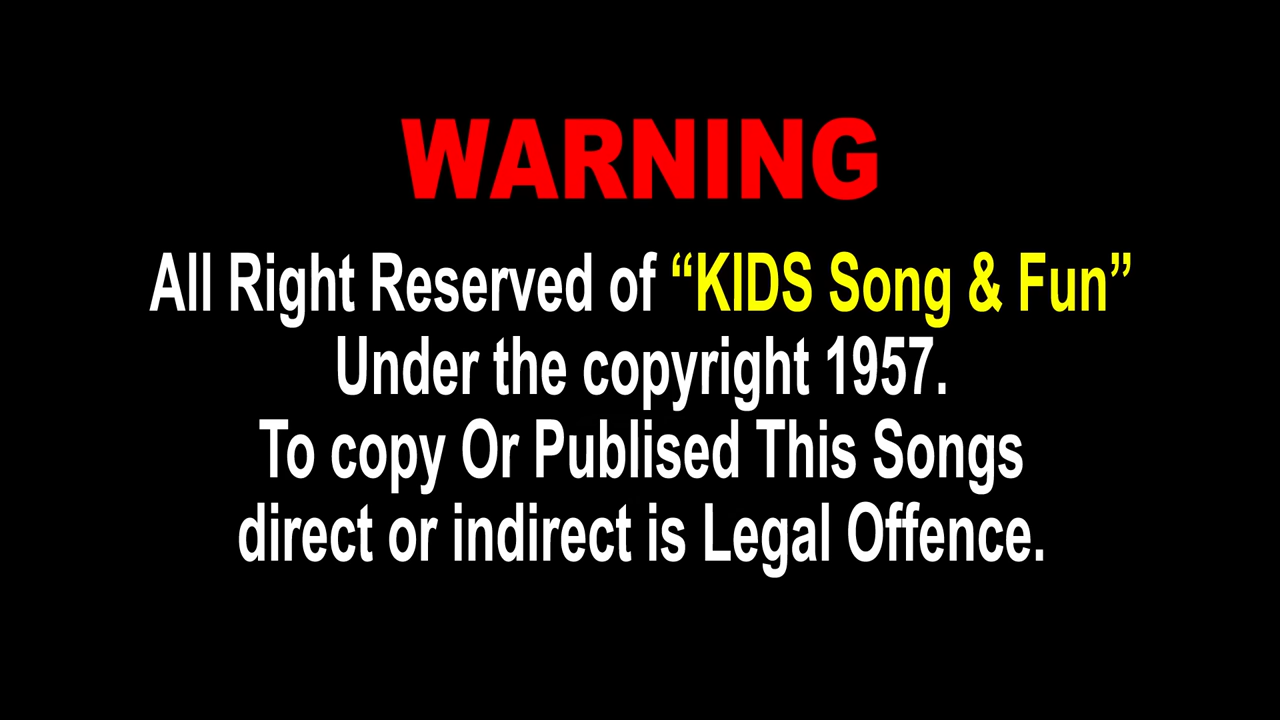 WARNING
All Right Reserved of “KIDS Song & Fun”
Under the copyright 1957.
To copy Or Publised This Songs
direct or indirect is Legal Offence.